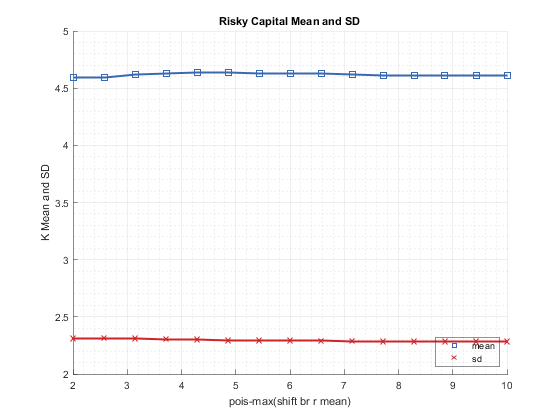 Risky Capital Mean and SD
5
4.5
4
3.5
3
2.5
2
K Mean and SD
mean
sd
2 3 4 5 6 7 8 9 10
pois-max(shift br r mean)